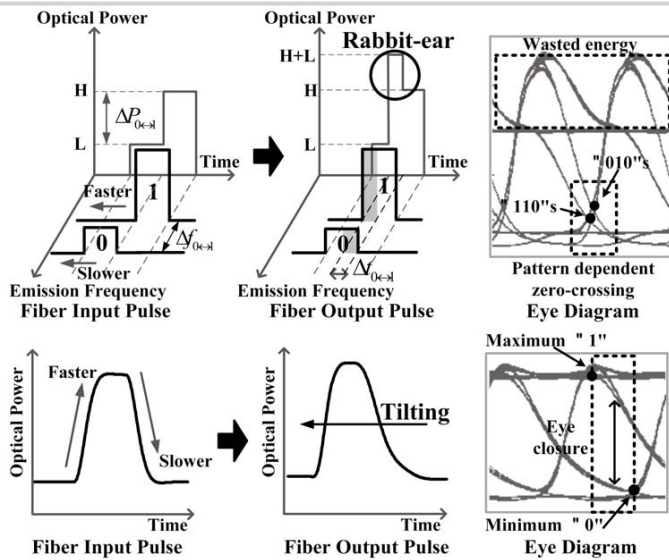 Optical Power
H
ΔP0↔1
L
Time
Faster
1
Δf0↔1
0
Slower
Emission Frequency
Fiber Input Pulse
Optical Power
Rabbit-ear
H+L
H
L
Time
1
0
Δt0↔1
Emission Frequency
Fiber Output Pulse
Wasted energy
"010"s
"110"s
Pattern dependent
zero-crossing
Eye Diagram
Optical Power
Faster
Slower
Time
Fiber Input Pulse
Optical Power
Tilting
Time
Fiber Output Pulse
Maximum "1"
Eye
closure
Minimum "0"
Eye Diagram